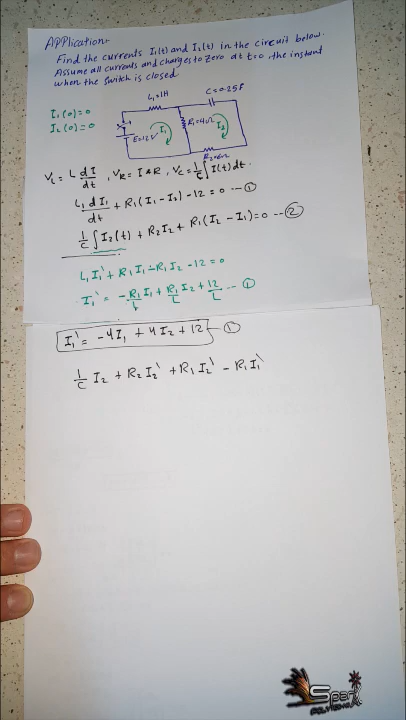 Application:-
Find the currents I₁(t) and I₂(t) in the circuit below.
Assume all currents and charges to zero at t=0, the instant
when the switch is closed.
I₁(0)=0
I₂(0)=0
L₁=1H
C=0.25F
E=12V
I₁
R₁=4Ω
I₂
R₂=6Ω
V_L = L dI/dt , V_R = I*R , V_C = 1/C ∫ I(t) dt.
L₁ dI₁/dt + R₁(I₁-I₂) -12 = 0 --①
1/C ∫ I₂(t) + R₂I₂ + R₁(I₂-I₁)=0 --②
L₁I₁` + R₁I₁ - R₁I₂ -12 = 0
I₁` = -R₁/L I₁ + R₁/L I₂ + 12/L --①
I₁` = -4I₁ + 4I₂ + 12 -①
1/C I₂ + R₂I₂` + R₁I₂` - R₁I₁`
Spark
POLYTECHNIC